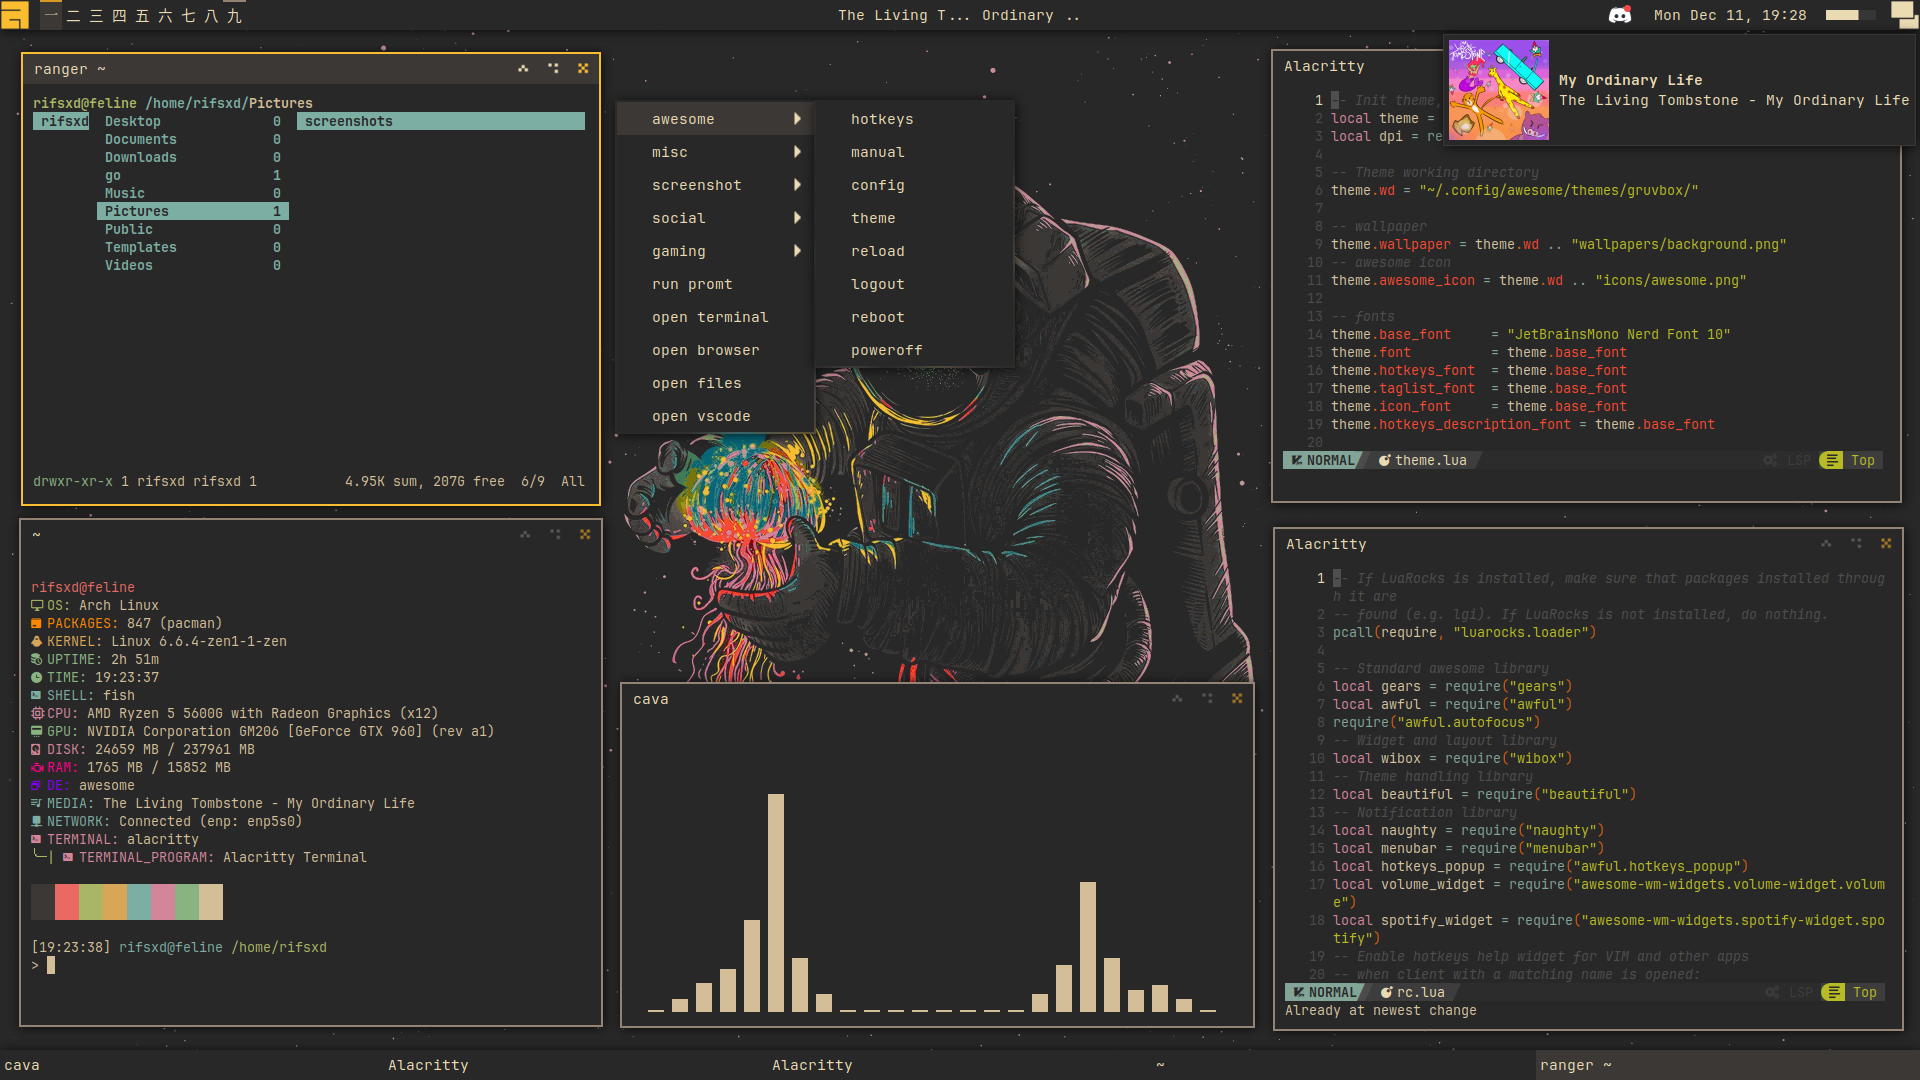 一 二 三 四 五 六 七 八 九
The Living T... Ordinary ..
Mon Dec 11, 19:28
ranger ~
rifsxd@feline /home/rifsxd/Pictures
rifsxd Desktop 0 screenshots
Documents 0
Downloads 0
go 1
Music 0
Pictures 1
Public 0
Templates 0
Videos 0
drwxr-xr-x 1 rifsxd rifsxd 1 4.95K sum, 207G free 6/9 All
awesome
misc
screenshot
social
gaming
run promt
open terminal
open browser
open files
open vscode
hotkeys
manual
config
theme
reload
logout
reboot
poweroff
My Ordinary Life
The Living Tombstone - My Ordinary Life
Alacritty
1 -- Init theme,
2 local theme =
3 local dpi = re
4
5 -- Theme working directory
6 theme.wd = "~/.config/awesome/themes/gruvbox/"
7
8 -- wallpaper
9 theme.wallpaper = theme.wd .. "wallpapers/background.png"
10 -- awesome icon
11 theme.awesome_icon = theme.wd .. "icons/awesome.png"
12
13 -- fonts
14 theme.base_font = "JetBrainsMono Nerd Font 10"
15 theme.font = theme.base_font
16 theme.hotkeys_font = theme.base_font
17 theme.taglist_font = theme.base_font
18 theme.icon_font = theme.base_font
19 theme.hotkeys_description_font = theme.base_font
20
NORMAL theme.lua LSP Top
~
rifsxd@feline
OS: Arch Linux
PACKAGES: 847 (pacman)
KERNEL: Linux 6.6.4-zen1-1-zen
UPTIME: 2h 51m
TIME: 19:23:37
SHELL: fish
CPU: AMD Ryzen 5 5600G with Radeon Graphics (x12)
GPU: NVIDIA Corporation GM206 [GeForce GTX 960] (rev a1)
DISK: 24659 MB / 237961 MB
RAM: 1765 MB / 15852 MB
DE: awesome
MEDIA: The Living Tombstone - My Ordinary Life
NETWORK: Connected (enp: enp5s0)
TERMINAL: alacritty
╰─| TERMINAL_PROGRAM: Alacritty Terminal
[19:23:38] rifsxd@feline /home/rifsxd
>
cava
Alacritty
1 -- If LuaRocks is installed, make sure that packages installed throug
h it are
2 -- found (e.g. lgi). If LuaRocks is not installed, do nothing.
3 pcall(require, "luarocks.loader")
4
5 -- Standard awesome library
6 local gears = require("gears")
7 local awful = require("awful")
8 require("awful.autofocus")
9 -- Widget and layout library
10 local wibox = require("wibox")
11 -- Theme handling library
12 local beautiful = require("beautiful")
13 -- Notification library
14 local naughty = require("naughty")
15 local menubar = require("menubar")
16 local hotkeys_popup = require("awful.hotkeys_popup")
17 local volume_widget = require("awesome-wm-widgets.volume-widget.volum
e")
18 local spotify_widget = require("awesome-wm-widgets.spotify-widget.spo
tify")
19 -- Enable hotkeys help widget for VIM and other apps
20 -- when client with a matching name is opened:
NORMAL rc.lua LSP Top
Already at newest change
cava Alacritty Alacritty ~ ranger ~